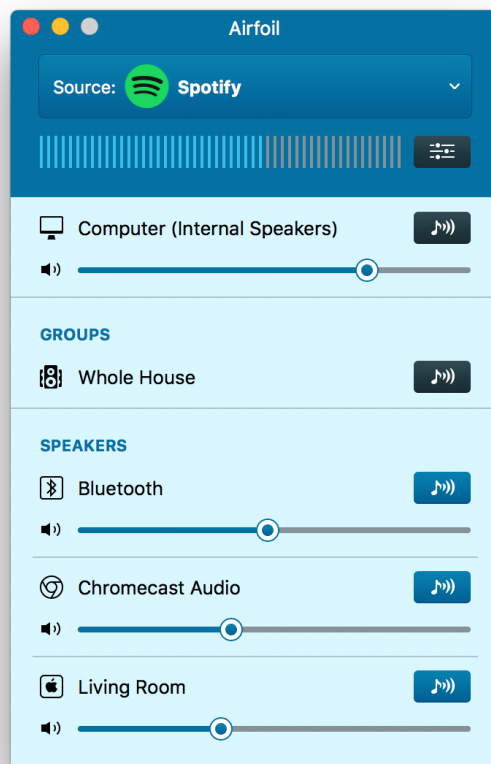 Airfoil
Source: Spotify
Computer (Internal Speakers)
GROUPS
Whole House
SPEAKERS
Bluetooth
Chromecast Audio
Living Room